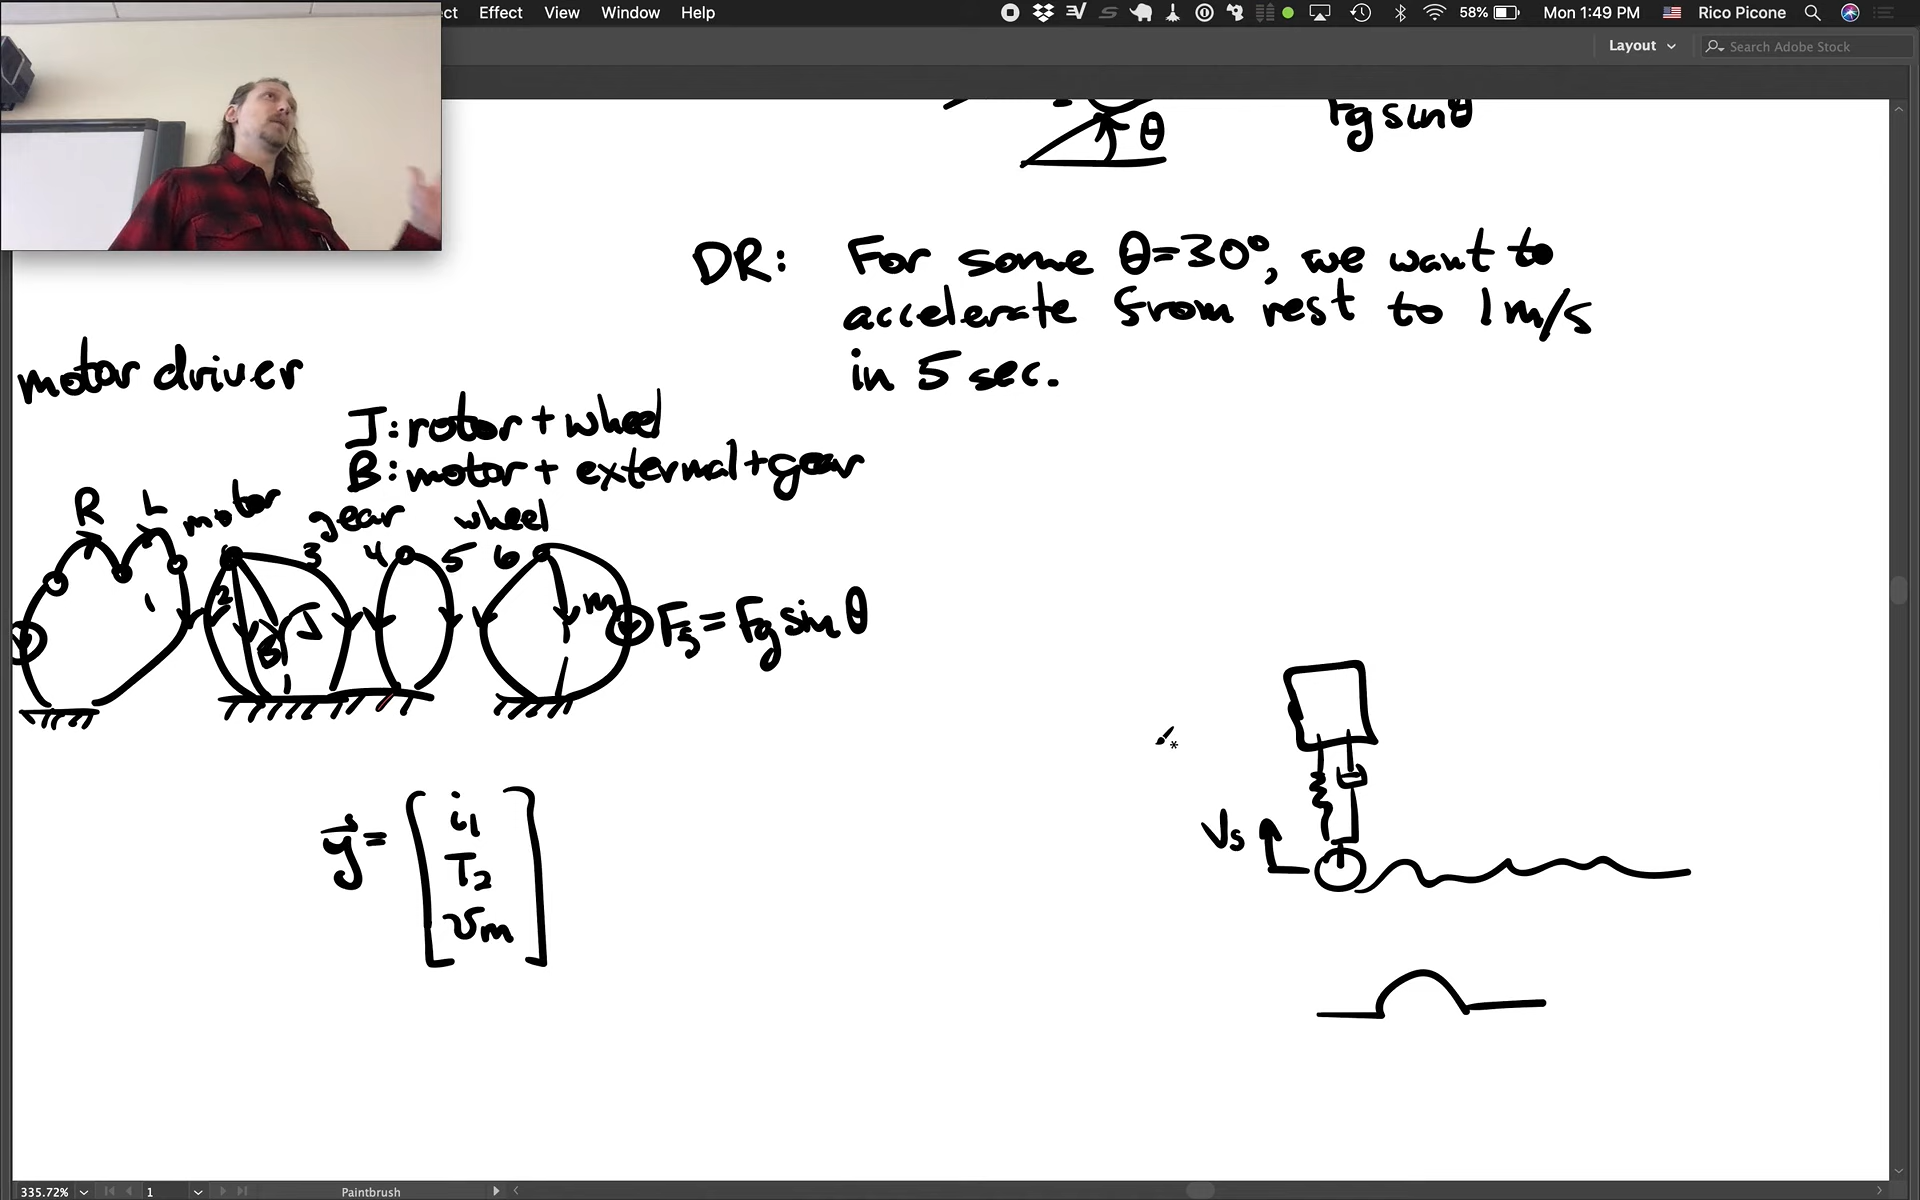 ct Effect View Window Help 58% Mon 1:49 PM Rico Picone
Layout Search Adobe Stock
θ Fg sinθ
DR: For some θ=30°, we want to
accelerate from rest to 1m/s
in 5 sec.
motor driver
J: rotor + wheel
B: motor + external + gear
R L motor gear wheel
1 2 B J 3 4 5 6 m Fs = Fg sin θ
y⃗ = [ i1
T2
vm ]
Vs
335.72% 1 Paintbrush